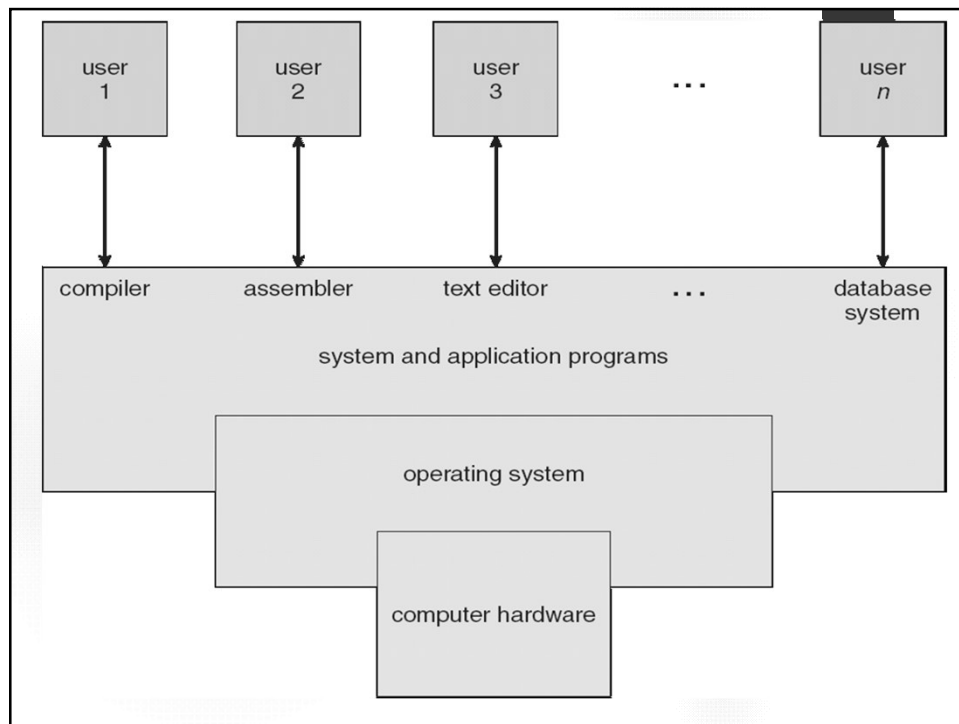 user
1
user
2
user
3
...
user
n
compiler
assembler
text editor
...
database
system
system and application programs
operating system
computer hardware